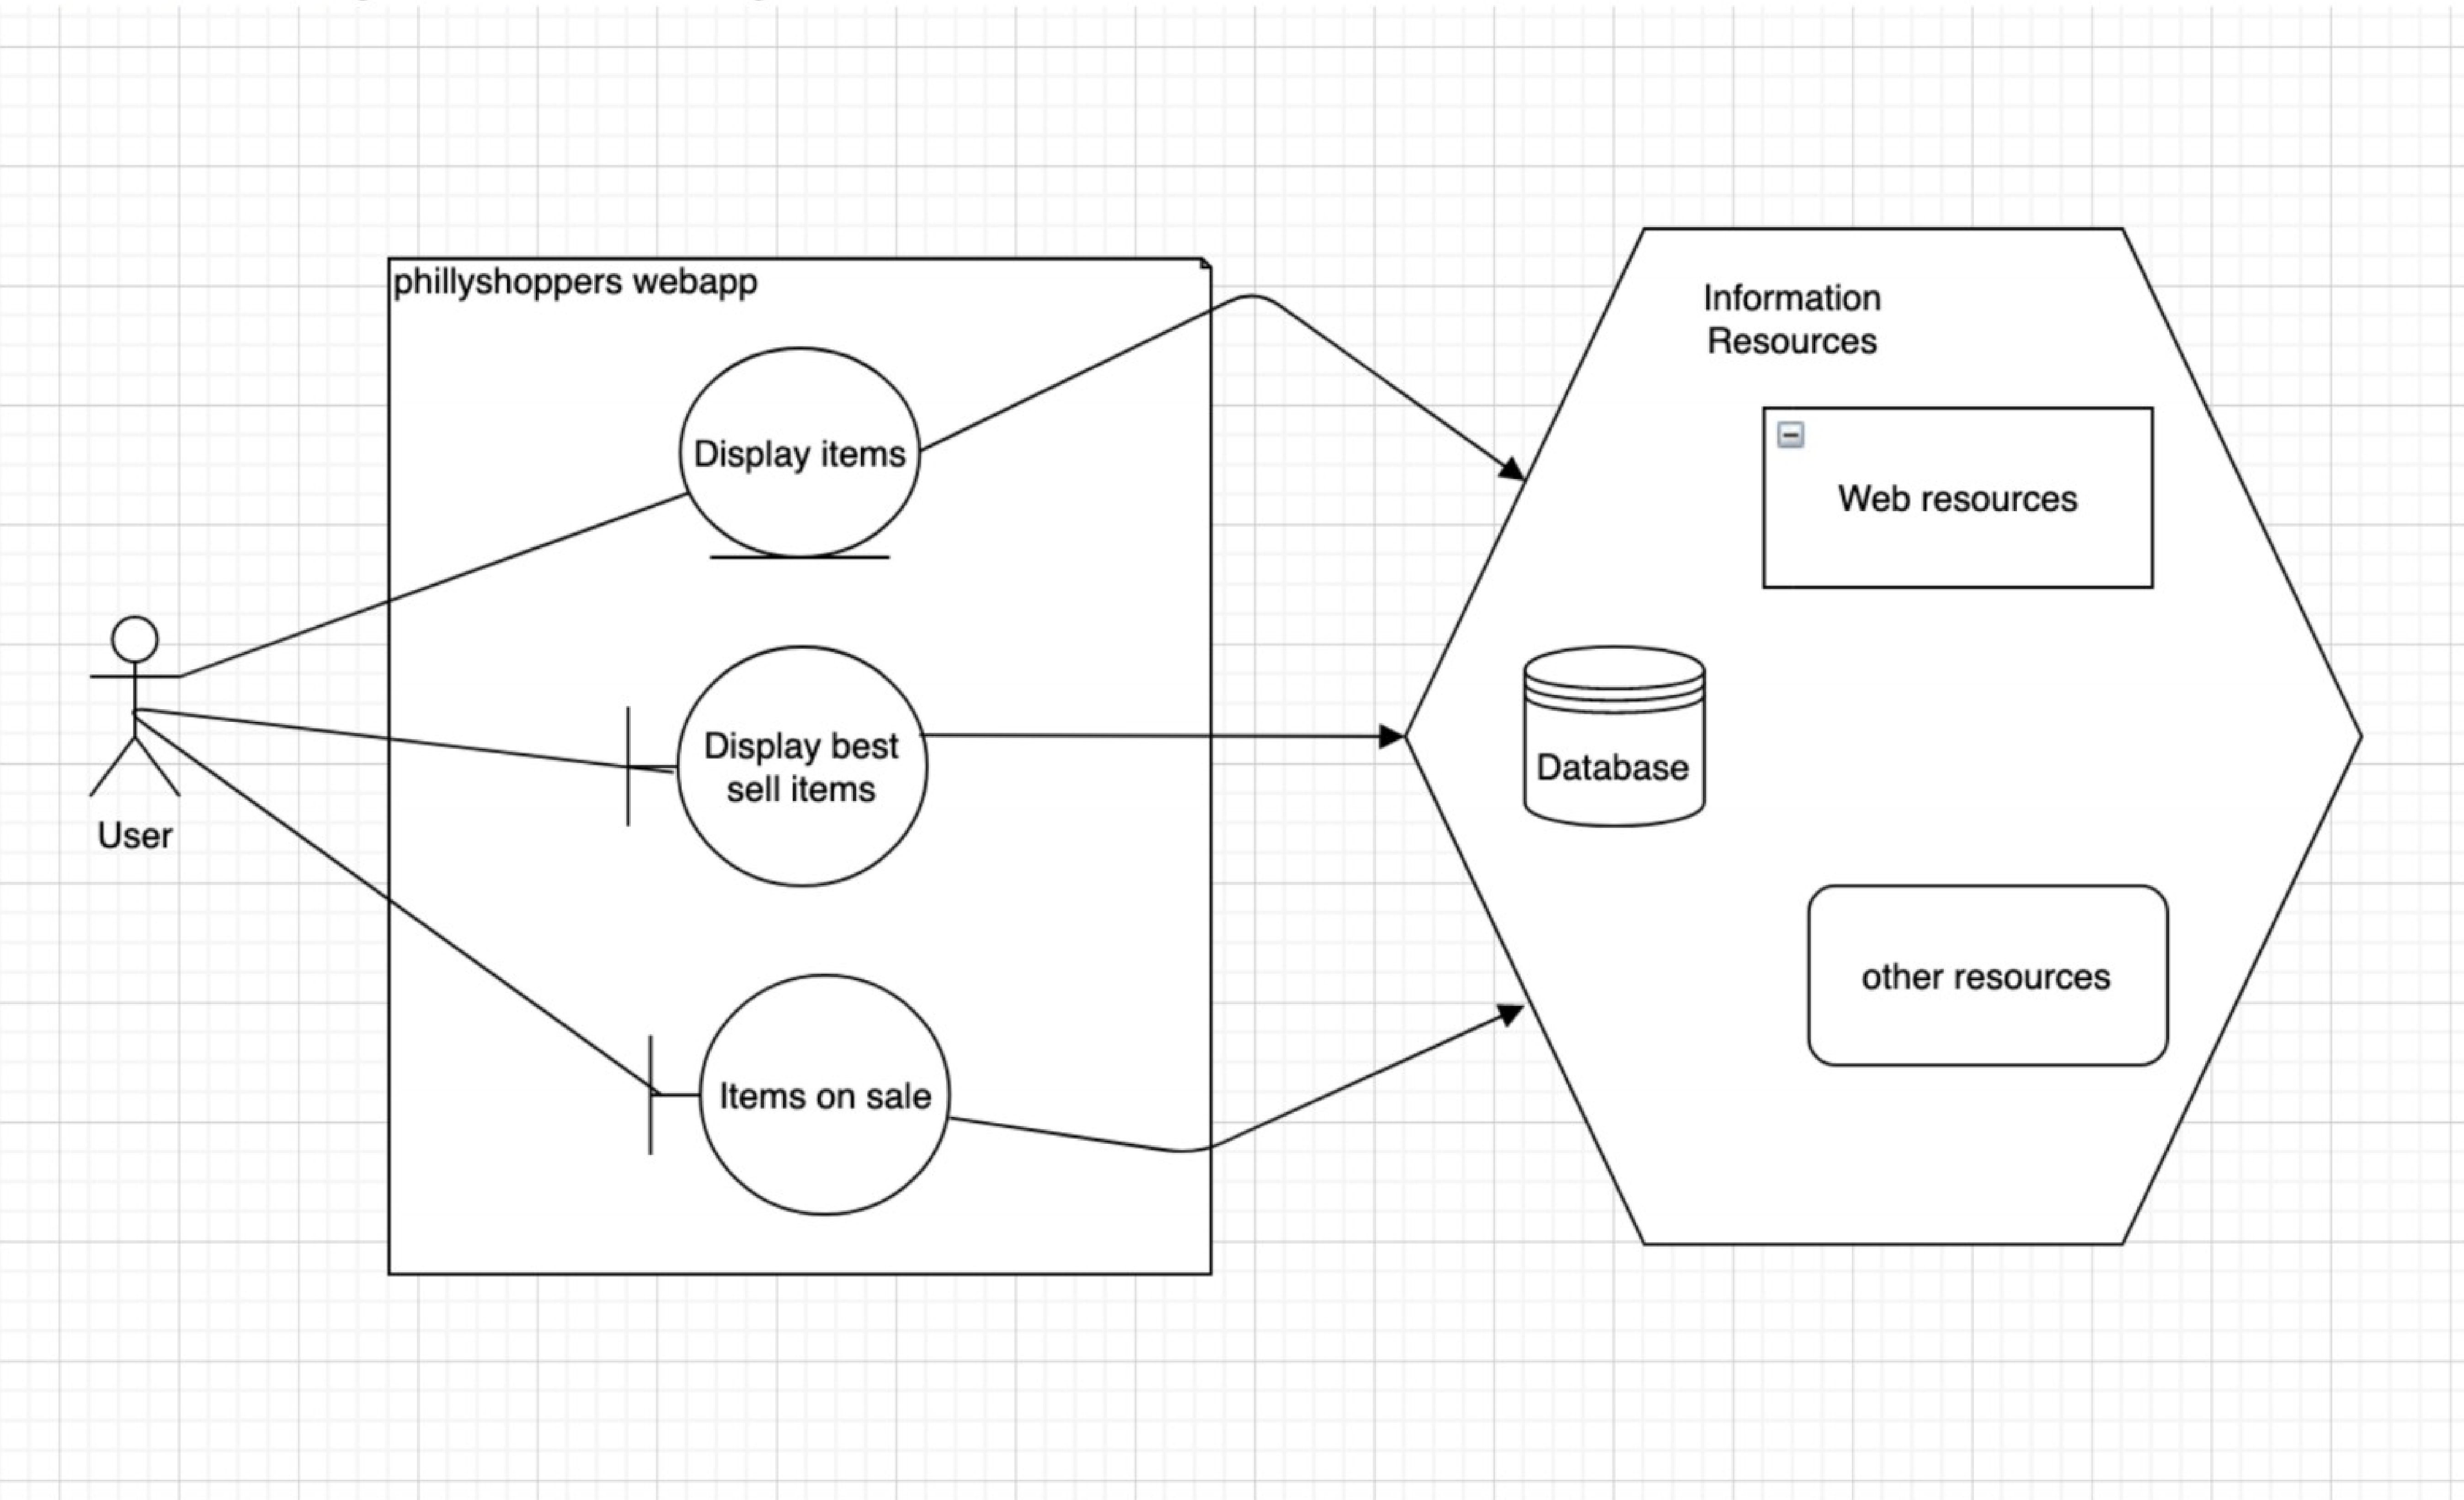 phillyshoppers webapp
Display items
Display best
sell items
Items on sale
User
Information
Resources
Web resources
Database
other resources